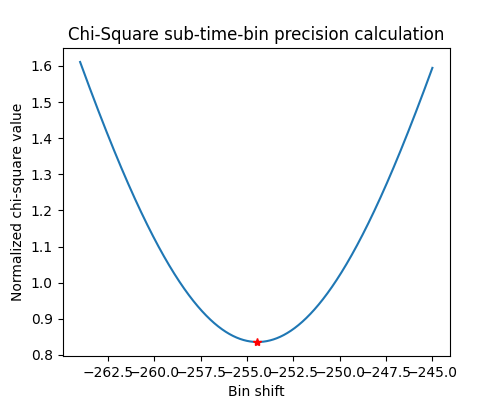 Chi-Square sub-time-bin precision calculation
1.6
1.5
1.4
1.3
1.2
1.1
1.0
0.9
0.8
Normalized chi-square value
−262.5 −260.0 −257.5 −255.0 −252.5 −250.0 −247.5 −245.0
Bin shift